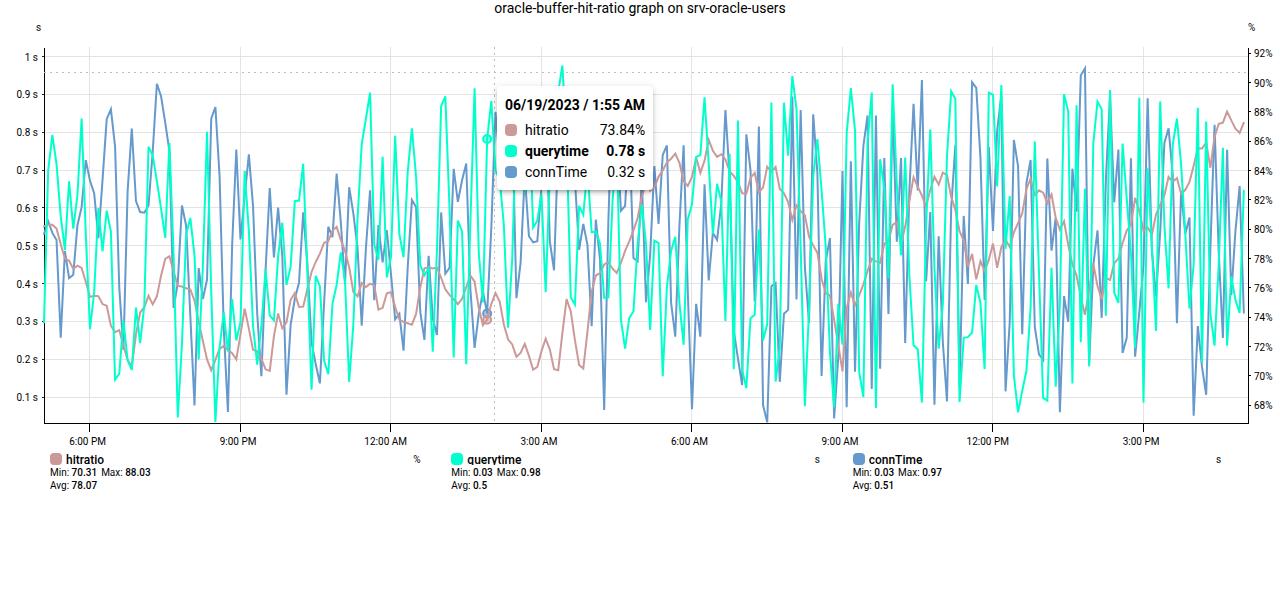 oracle-buffer-hit-ratio graph on srv-oracle-users
s %
1 s 92%
0.9 s 90%
0.8 s 88%
0.7 s 86%
0.6 s 84%
0.5 s 82%
0.4 s 80%
0.3 s 78%
0.2 s 76%
0.1 s 74%
72%
70%
68%
06/19/2023 / 1:55 AM
hitratio 73.84%
querytime 0.78 s
connTime 0.32 s
6:00 PM 9:00 PM 12:00 AM 3:00 AM 6:00 AM 9:00 AM 12:00 PM 3:00 PM
hitratio % querytime s connTime s
Min: 70.31 Max: 88.03 Min: 0.03 Max: 0.98 Min: 0.03 Max: 0.97
Avg: 78.07 Avg: 0.5 Avg: 0.51